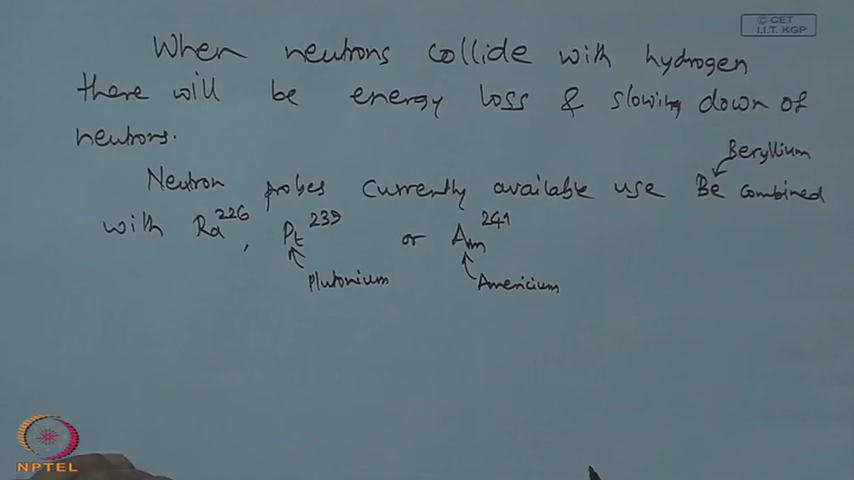 © CET
I.I.T. KGP
When neutrons collide with hydrogen
there will be energy loss & slowing down of
neutrons.
Beryllium
Neutron probes currently available use Be combined
with Ra226, Pt239 or Am241
Plutonium Americium
NPTEL